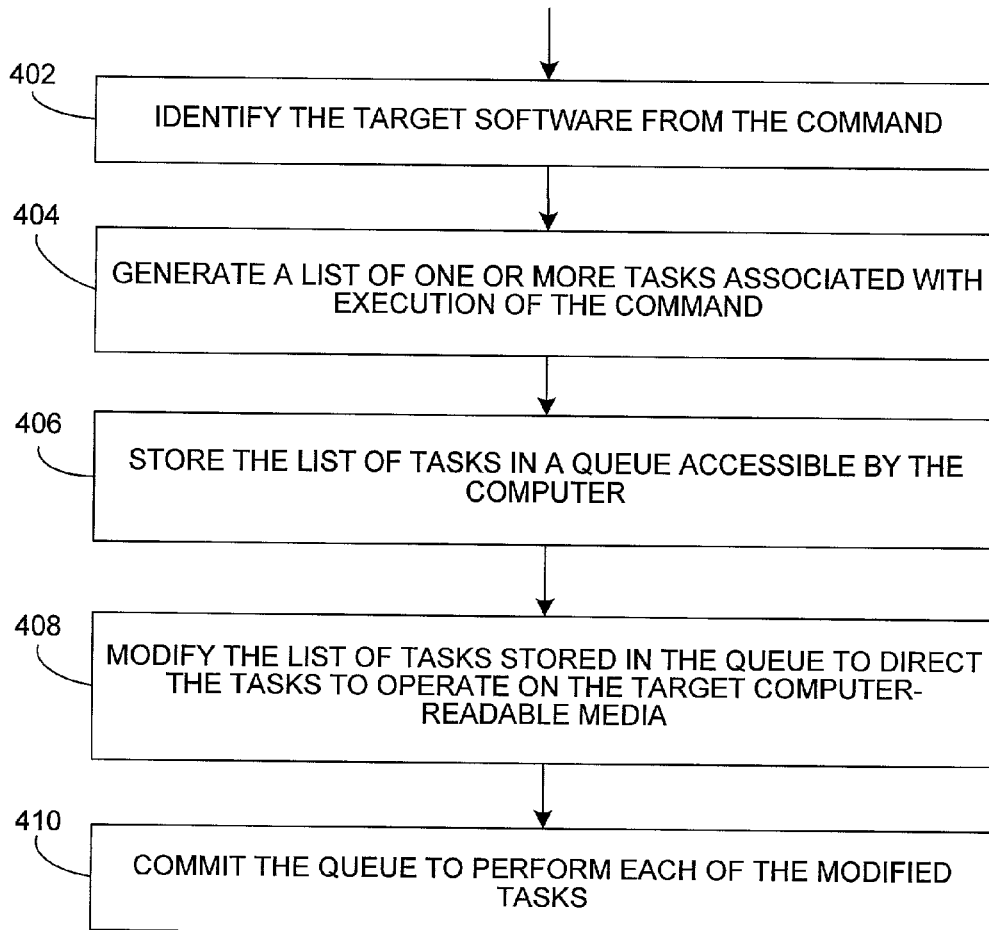 402
IDENTIFY THE TARGET SOFTWARE FROM THE COMMAND
404
GENERATE A LIST OF ONE OR MORE TASKS ASSOCIATED WITH
EXECUTION OF THE COMMAND
406
STORE THE LIST OF TASKS IN A QUEUE ACCESSIBLE BY THE
COMPUTER
408
MODIFY THE LIST OF TASKS STORED IN THE QUEUE TO DIRECT
THE TASKS TO OPERATE ON THE TARGET COMPUTER-
READABLE MEDIA
410
COMMIT THE QUEUE TO PERFORM EACH OF THE MODIFIED
TASKS